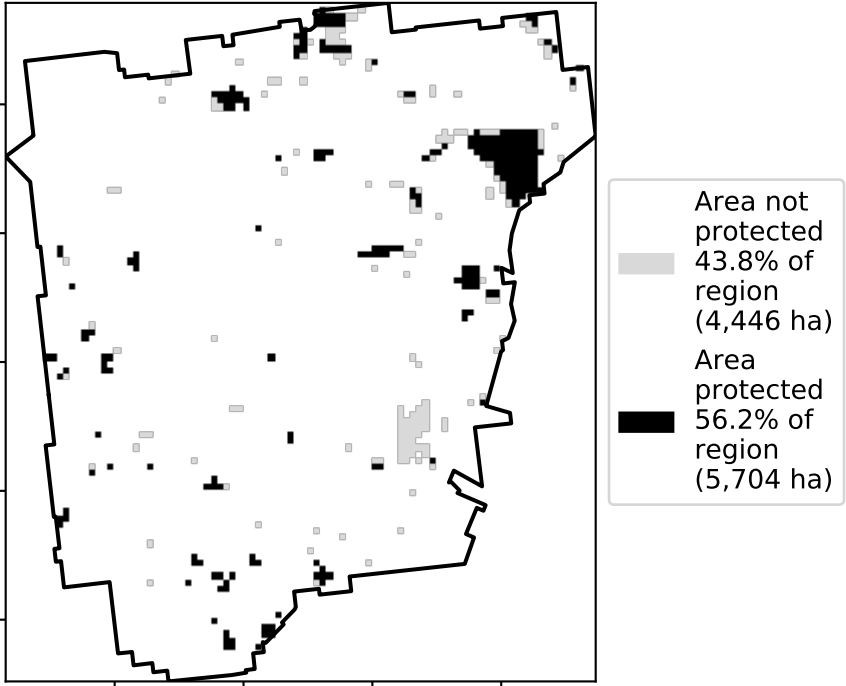 Area not
protected
43.8% of
region
(4,446 ha)
Area
protected
56.2% of
region
(5,704 ha)